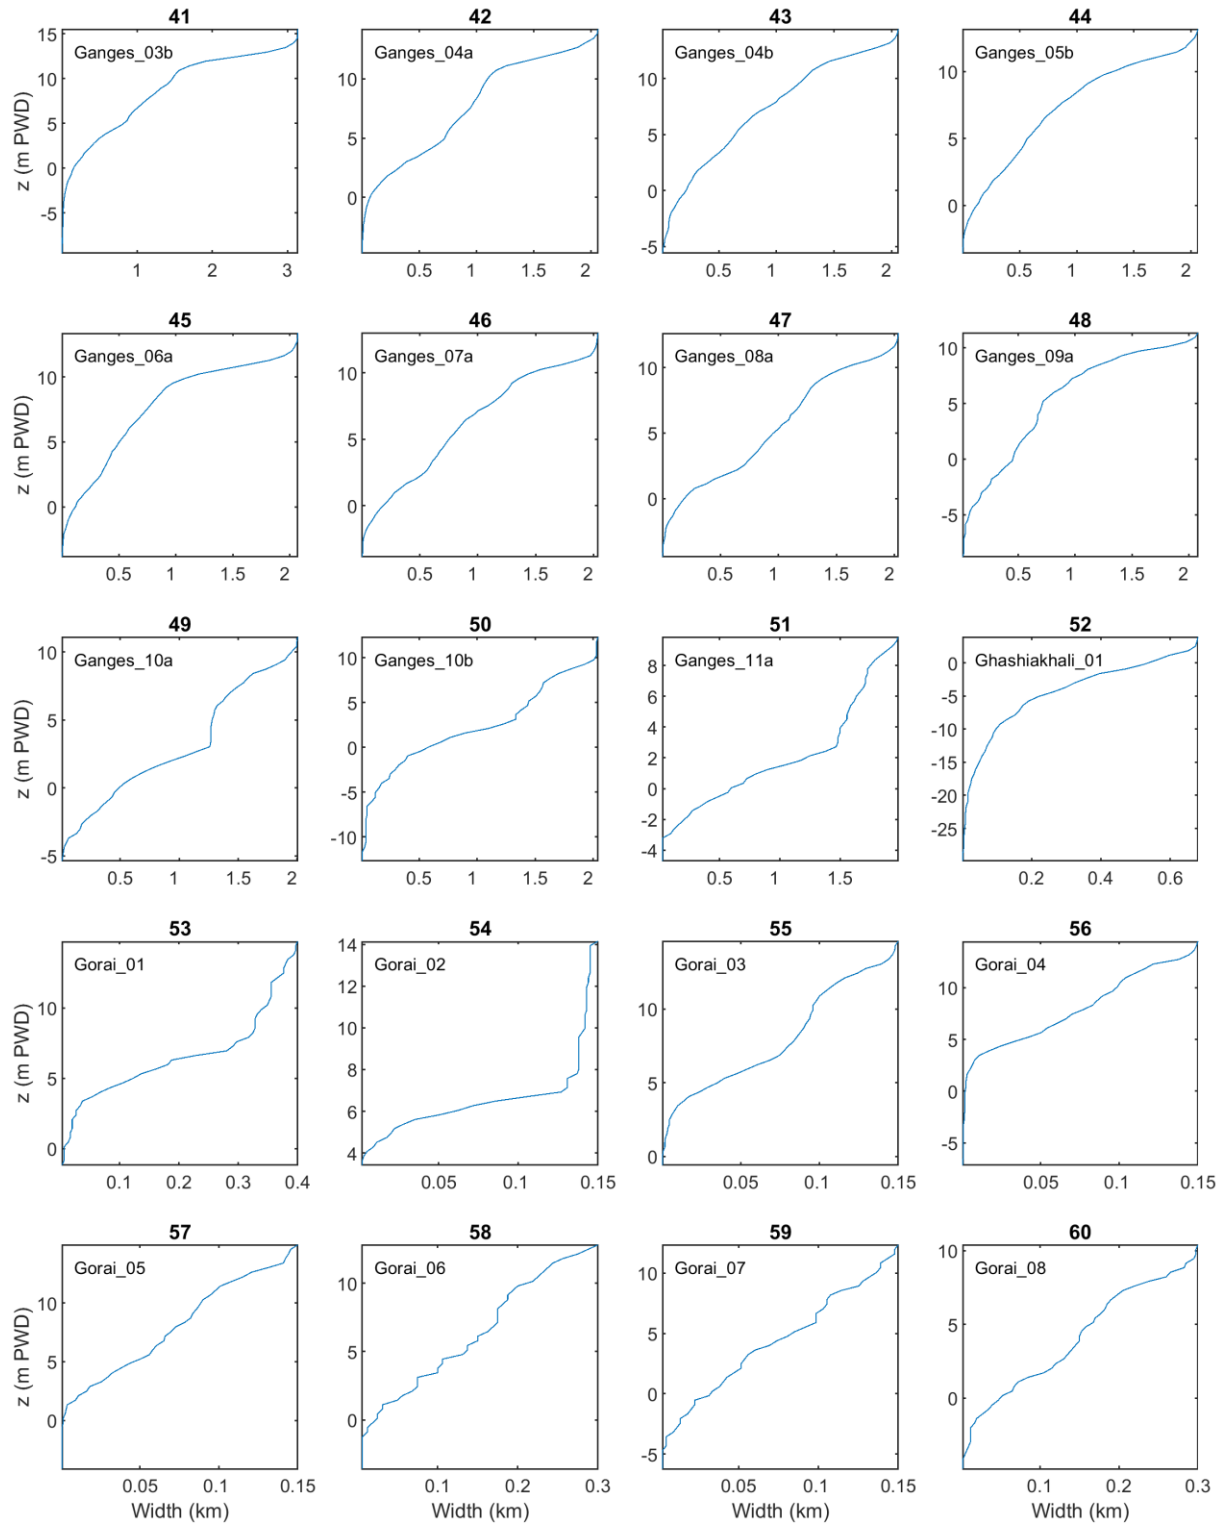 41 42 43 44
15
10
5
0
-5
z (m PWD)
Ganges_03b
1 2 3
10
5
0
Ganges_04a
0.5 1 1.5 2
10
5
0
-5
Ganges_04b
0.5 1 1.5 2
10
5
0
Ganges_05b
0.5 1 1.5 2
45 46 47 48
10
5
0
z (m PWD)
Ganges_06a
0.5 1 1.5 2
10
5
0
Ganges_07a
0.5 1 1.5 2
10
5
0
Ganges_08a
0.5 1 1.5 2
10
5
0
-5
Ganges_09a
0.5 1 1.5 2
49 50 51 52
10
5
0
-5
z (m PWD)
Ganges_10a
0.5 1 1.5 2
10
5
0
-5
-10
Ganges_10b
0.5 1 1.5 2
8
6
4
2
0
-2
-4
Ganges_11a
0.5 1 1.5
0
-5
-10
-15
-20
-25
Ghashiakhali_01
0.2 0.4 0.6
53 54 55 56
10
5
0
z (m PWD)
Gorai_01
0.1 0.2 0.3 0.4
14
12
10
8
6
4
Gorai_02
0.05 0.1 0.15
10
5
0
Gorai_03
0.05 0.1 0.15
10
5
0
-5
Gorai_04
0.05 0.1 0.15
57 58 59 60
10
5
0
z (m PWD)
Gorai_05
0.05 0.1 0.15
Width (km)
10
5
0
Gorai_06
0.1 0.2 0.3
Width (km)
10
5
0
-5
Gorai_07
0.05 0.1 0.15
Width (km)
10
5
0
Gorai_08
0.1 0.2 0.3
Width (km)